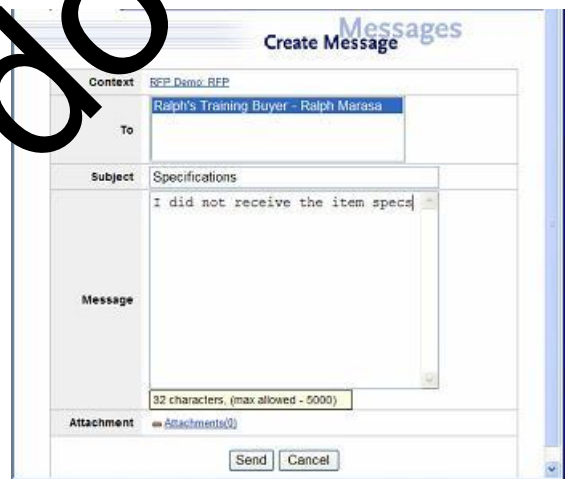 Messages
Create Message
Context RFP Demo: RFP
To Ralph's Training Buyer - Ralph Marasa
Subject Specifications
Message I did not receive the item specs
32 characters, (max allowed - 5000)
Attachment Attachments(0)
Send Cancel
do